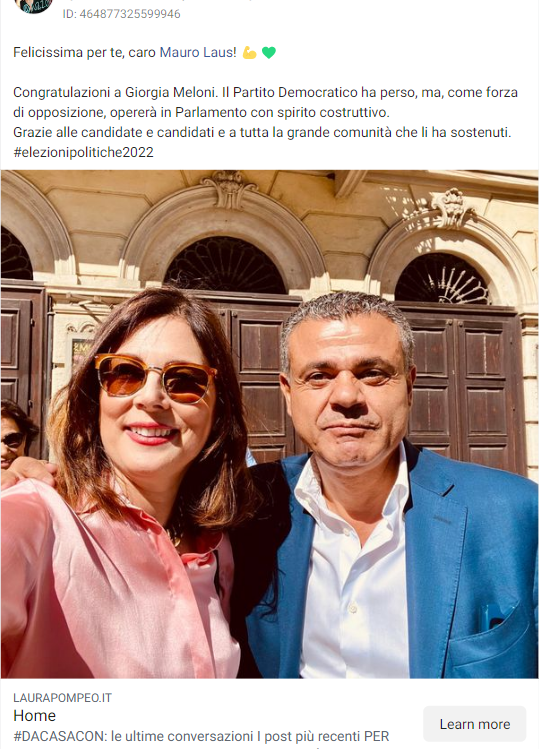 ID: 464877325599946
Felicissima per te, caro Mauro Laus! 💪 💚
Congratulazioni a Giorgia Meloni. Il Partito Democratico ha perso, ma, come forza
di opposizione, opererà in Parlamento con spirito costruttivo.
Grazie alle candidate e candidati e a tutta la grande comunità che li ha sostenuti.
#elezionipolitiche2022
LAURAPOMPEO.IT
Home
#DACASACON: le ultime conversazioni I post più recenti PER
Learn more